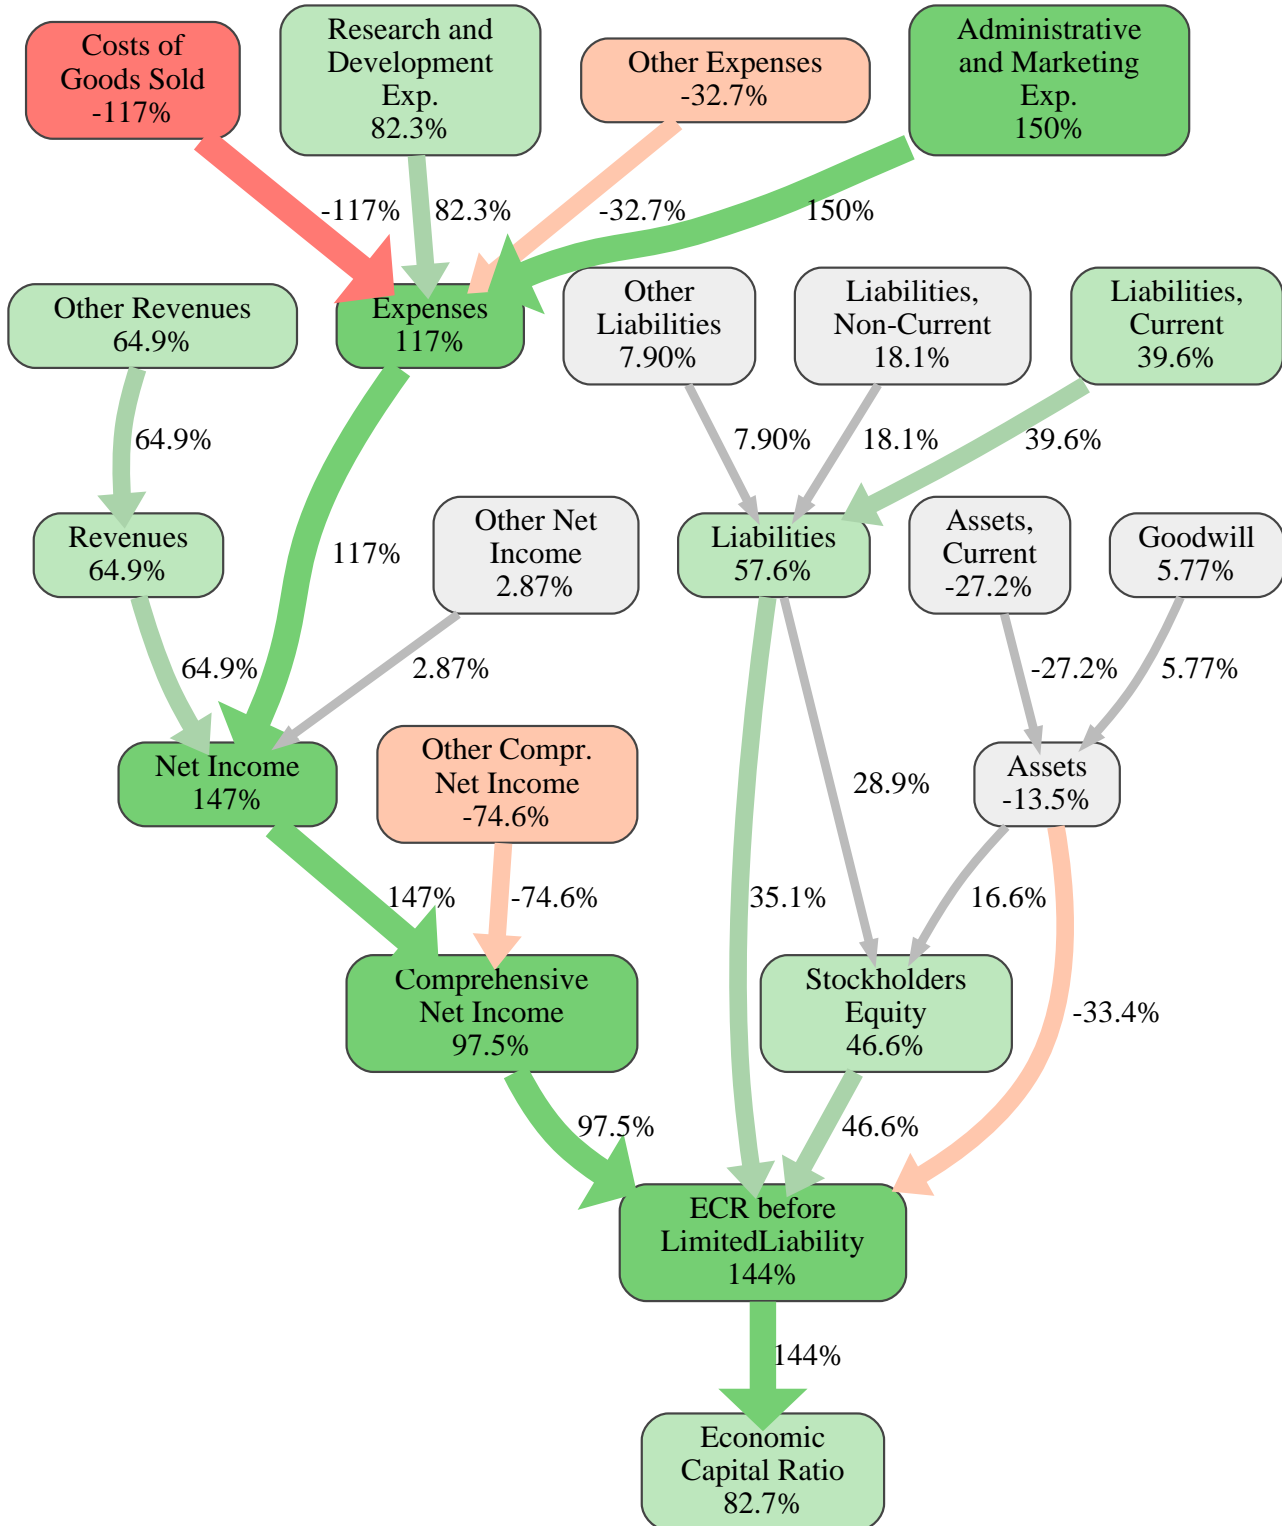 Costs of
Goods Sold
-117%
Research and
Development
Exp.
82.3%
Other Expenses
-32.7%
Administrative
and Marketing
Exp.
150%
-117%
82.3%
-32.7%
150%
Other Revenues
64.9%
Expenses
117%
Other
Liabilities
7.90%
Liabilities,
Non-Current
18.1%
Liabilities,
Current
39.6%
64.9%
7.90%
18.1%
39.6%
Revenues
64.9%
117%
Other Net
Income
2.87%
Liabilities
57.6%
Assets,
Current
-27.2%
Goodwill
5.77%
64.9%
2.87%
-27.2%
5.77%
Net Income
147%
Other Compr.
Net Income
-74.6%
28.9%
Assets
-13.5%
147%
-74.6%
35.1%
16.6%
Comprehensive
Net Income
97.5%
Stockholders
Equity
46.6%
-33.4%
97.5%
46.6%
ECR before
LimitedLiability
144%
144%
Economic
Capital Ratio
82.7%